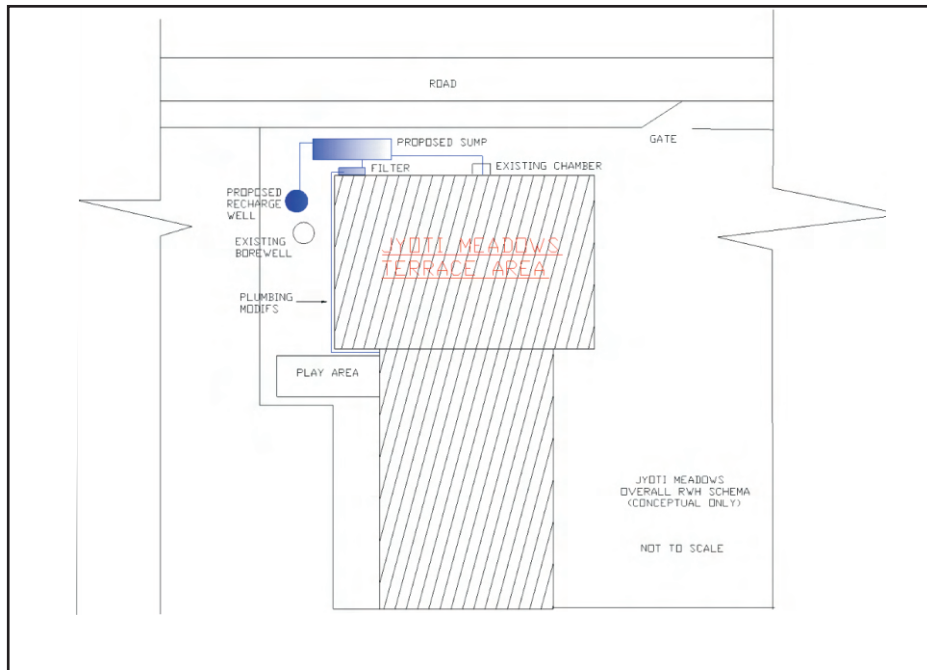 ROAD
GATE
PROPOSED SUMP
FILTER
EXISTING CHAMBER
PROPOSED
RECHARGE
WELL
EXISTING
BOREWELL
JYOTI MEADOWS
TERRACE AREA
PLUMBING
MODIFS
PLAY AREA
JYOTI MEADOWS
OVERALL RWH SCHEMA
(CONCEPTUAL ONLY)
NOT TO SCALE